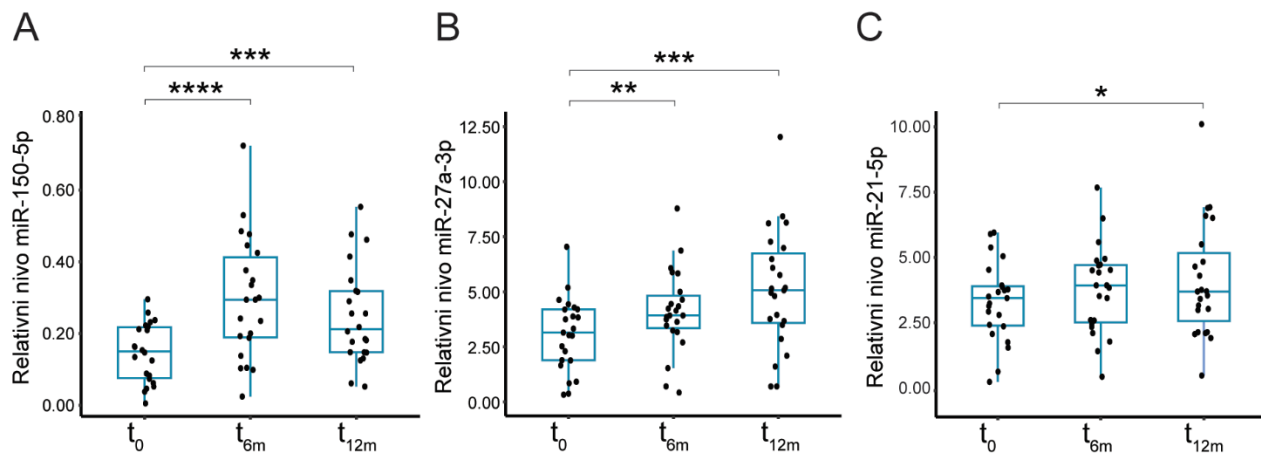 A
Relativni nivo miR-150-5p
***
****
0.80
0.60
0.40
0.20
0.00
t0 t6m t12m
B
Relativni nivo miR-27a-3p
***
**
12.50
10.00
7.50
5.00
2.50
0.00
t0 t6m t12m
C
Relativni nivo miR-21-5p
*
10.00
7.50
5.00
2.50
0.00
t0 t6m t12m